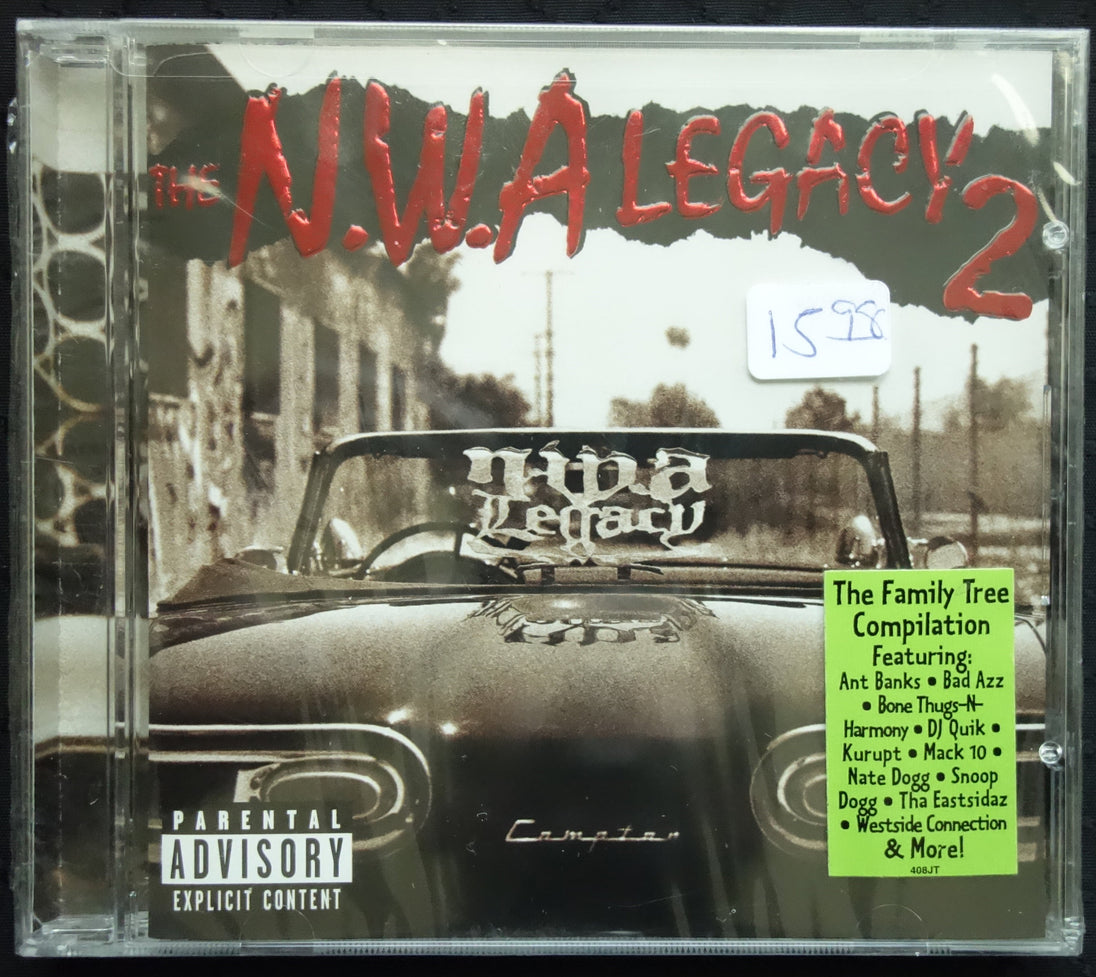 THE N.W.A LEGACY 2
15 98
n.w.a
Legacy
The Family Tree
Compilation
Featuring:
Ant Banks • Bad Azz
• Bone Thugs-N-
Harmony • DJ Quik •
Kurupt • Mack 10 •
Nate Dogg • Snoop
Dogg • Tha Eastsidaz
• Westside Connection
& More!
408JT
Compton
PARENTAL
ADVISORY
EXPLICIT CONTENT